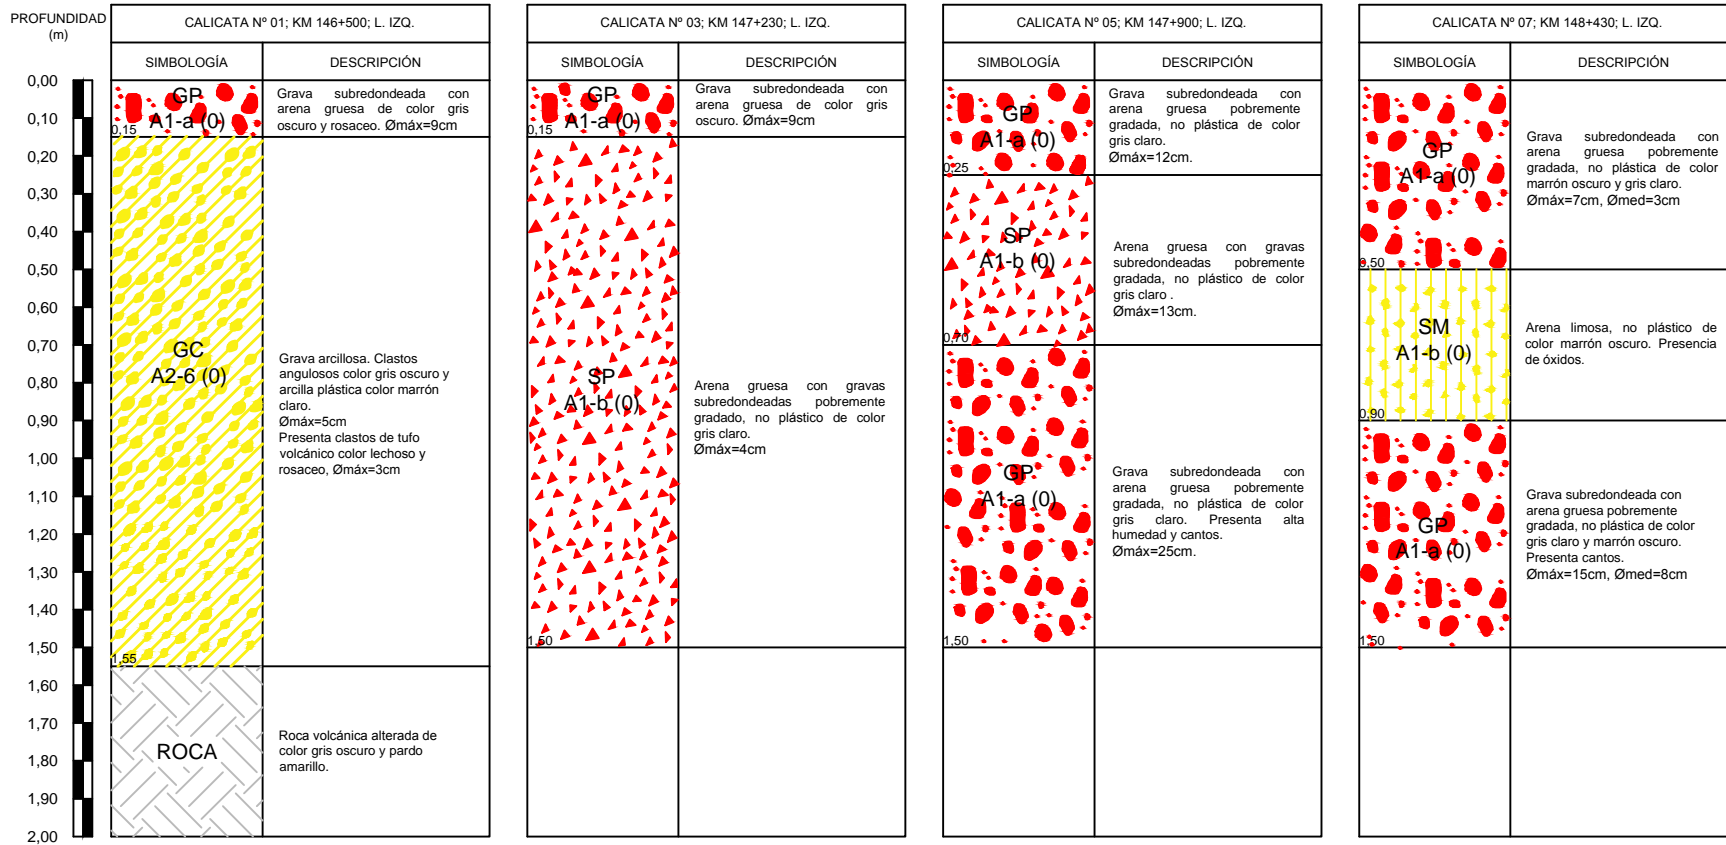 PROFUNDIDAD
(m)
0,00
0,10
0,20
0,30
0,40
0,50
0,60
0,70
0,80
0,90
1,00
1,10
1,20
1,30
1,40
1,50
1,60
1,70
1,80
1,90
2,00
CALICATA Nº 01; KM 146+500; L. IZQ.
SIMBOLOGÍA
DESCRIPCIÓN
GP
A1-a (0)
0,15
Grava subredondeada con
arena gruesa de color gris
oscuro y rosaceo. Ømáx=9cm
GC
A2-6 (0)
1,55
Grava arcillosa. Clastos
angulosos color gris oscuro y
arcilla plástica color marrón
claro.
Ømáx=5cm
Presenta clastos de tufo
volcánico color lechoso y
rosaceo, Ømáx=3cm
ROCA
Roca volcánica alterada de
color gris oscuro y pardo
amarillo.
CALICATA Nº 03; KM 147+230; L. IZQ.
SIMBOLOGÍA
DESCRIPCIÓN
GP
A1-a (0)
0,15
Grava subredondeada con
arena gruesa de color gris
oscuro. Ømáx=9cm
SP
A1-b (0)
1,50
Arena gruesa con gravas
subredondeadas pobremente
gradado, no plástico de color
gris claro.
Ømáx=4cm
CALICATA Nº 05; KM 147+900; L. IZQ.
SIMBOLOGÍA
DESCRIPCIÓN
GP
A1-a (0)
0,25
Grava subredondeada con
arena gruesa pobremente
gradada, no plástica de color
gris claro.
Ømáx=12cm.
SP
A1-b (0)
0,70
Arena gruesa con gravas
subredondeadas pobremente
gradada, no plástico de color
gris claro .
Ømáx=13cm.
GP
A1-a (0)
1,50
Grava subredondeada con
arena gruesa pobremente
gradada, no plástica de color
gris claro. Presenta alta
humedad y cantos.
Ømáx=25cm.
CALICATA Nº 07; KM 148+430; L. IZQ.
SIMBOLOGÍA
DESCRIPCIÓN
GP
A1-a (0)
0,50
Grava subredondeada con
arena gruesa pobremente
gradada, no plástica de color
marrón oscuro y gris claro.
Ømáx=7cm, Ømed=3cm
SM
A1-b (0)
0,90
Arena limosa, no plástico de
color marrón oscuro. Presencia
de óxidos.
GP
A1-a (0)
1,50
Grava subredondeada con
arena gruesa pobremente
gradada, no plástica de color
gris claro y marrón oscuro.
Presenta cantos.
Ømáx=15cm, Ømed=8cm